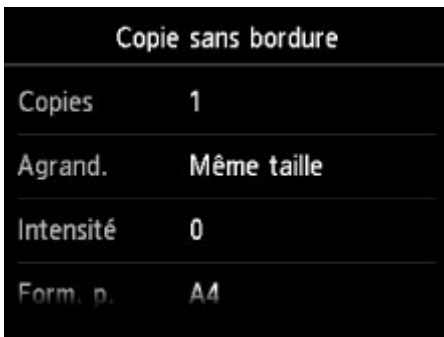 Copie sans bordure
Copies 1
Agrand. Même taille
Intensité 0
Form. p. A4